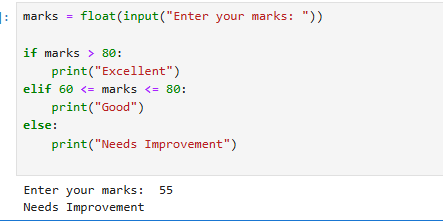 ]: marks = float(input("Enter your marks: "))
if marks > 80:
    print("Excellent")
elif 60 <= marks <= 80:
    print("Good")
else:
    print("Needs Improvement")
Enter your marks:  55
Needs Improvement